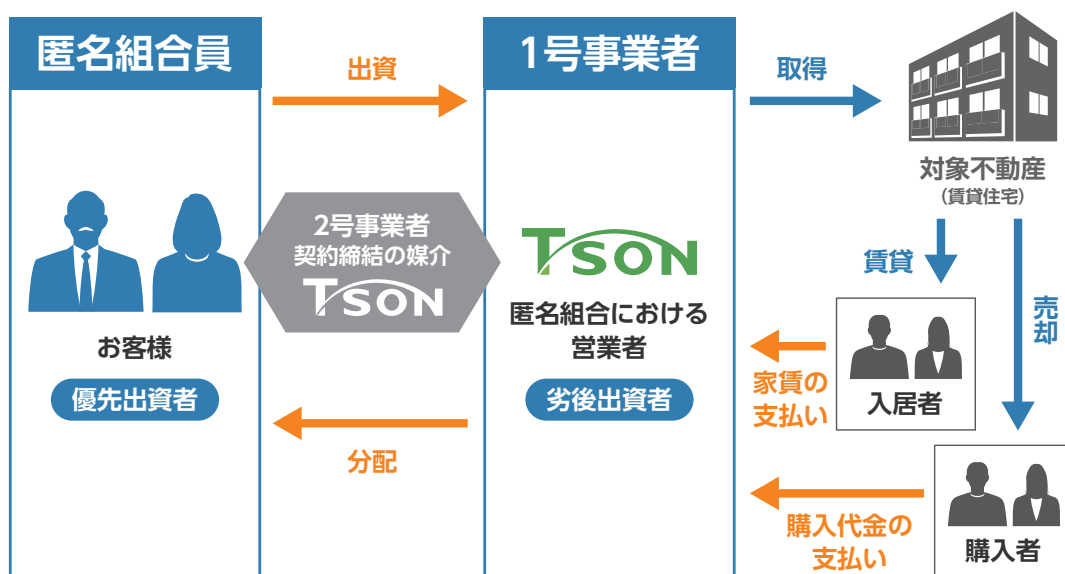 匿名組合員
出資
1号事業者
取得
対象不動産
(賃貸住宅)
2号事業者
契約締結の媒介
TSON
TSON
匿名組合における
営業者
お客様
優先出資者
劣後出資者
分配
賃貸
売却
入居者
家賃の
支払い
購入代金の
支払い
購入者